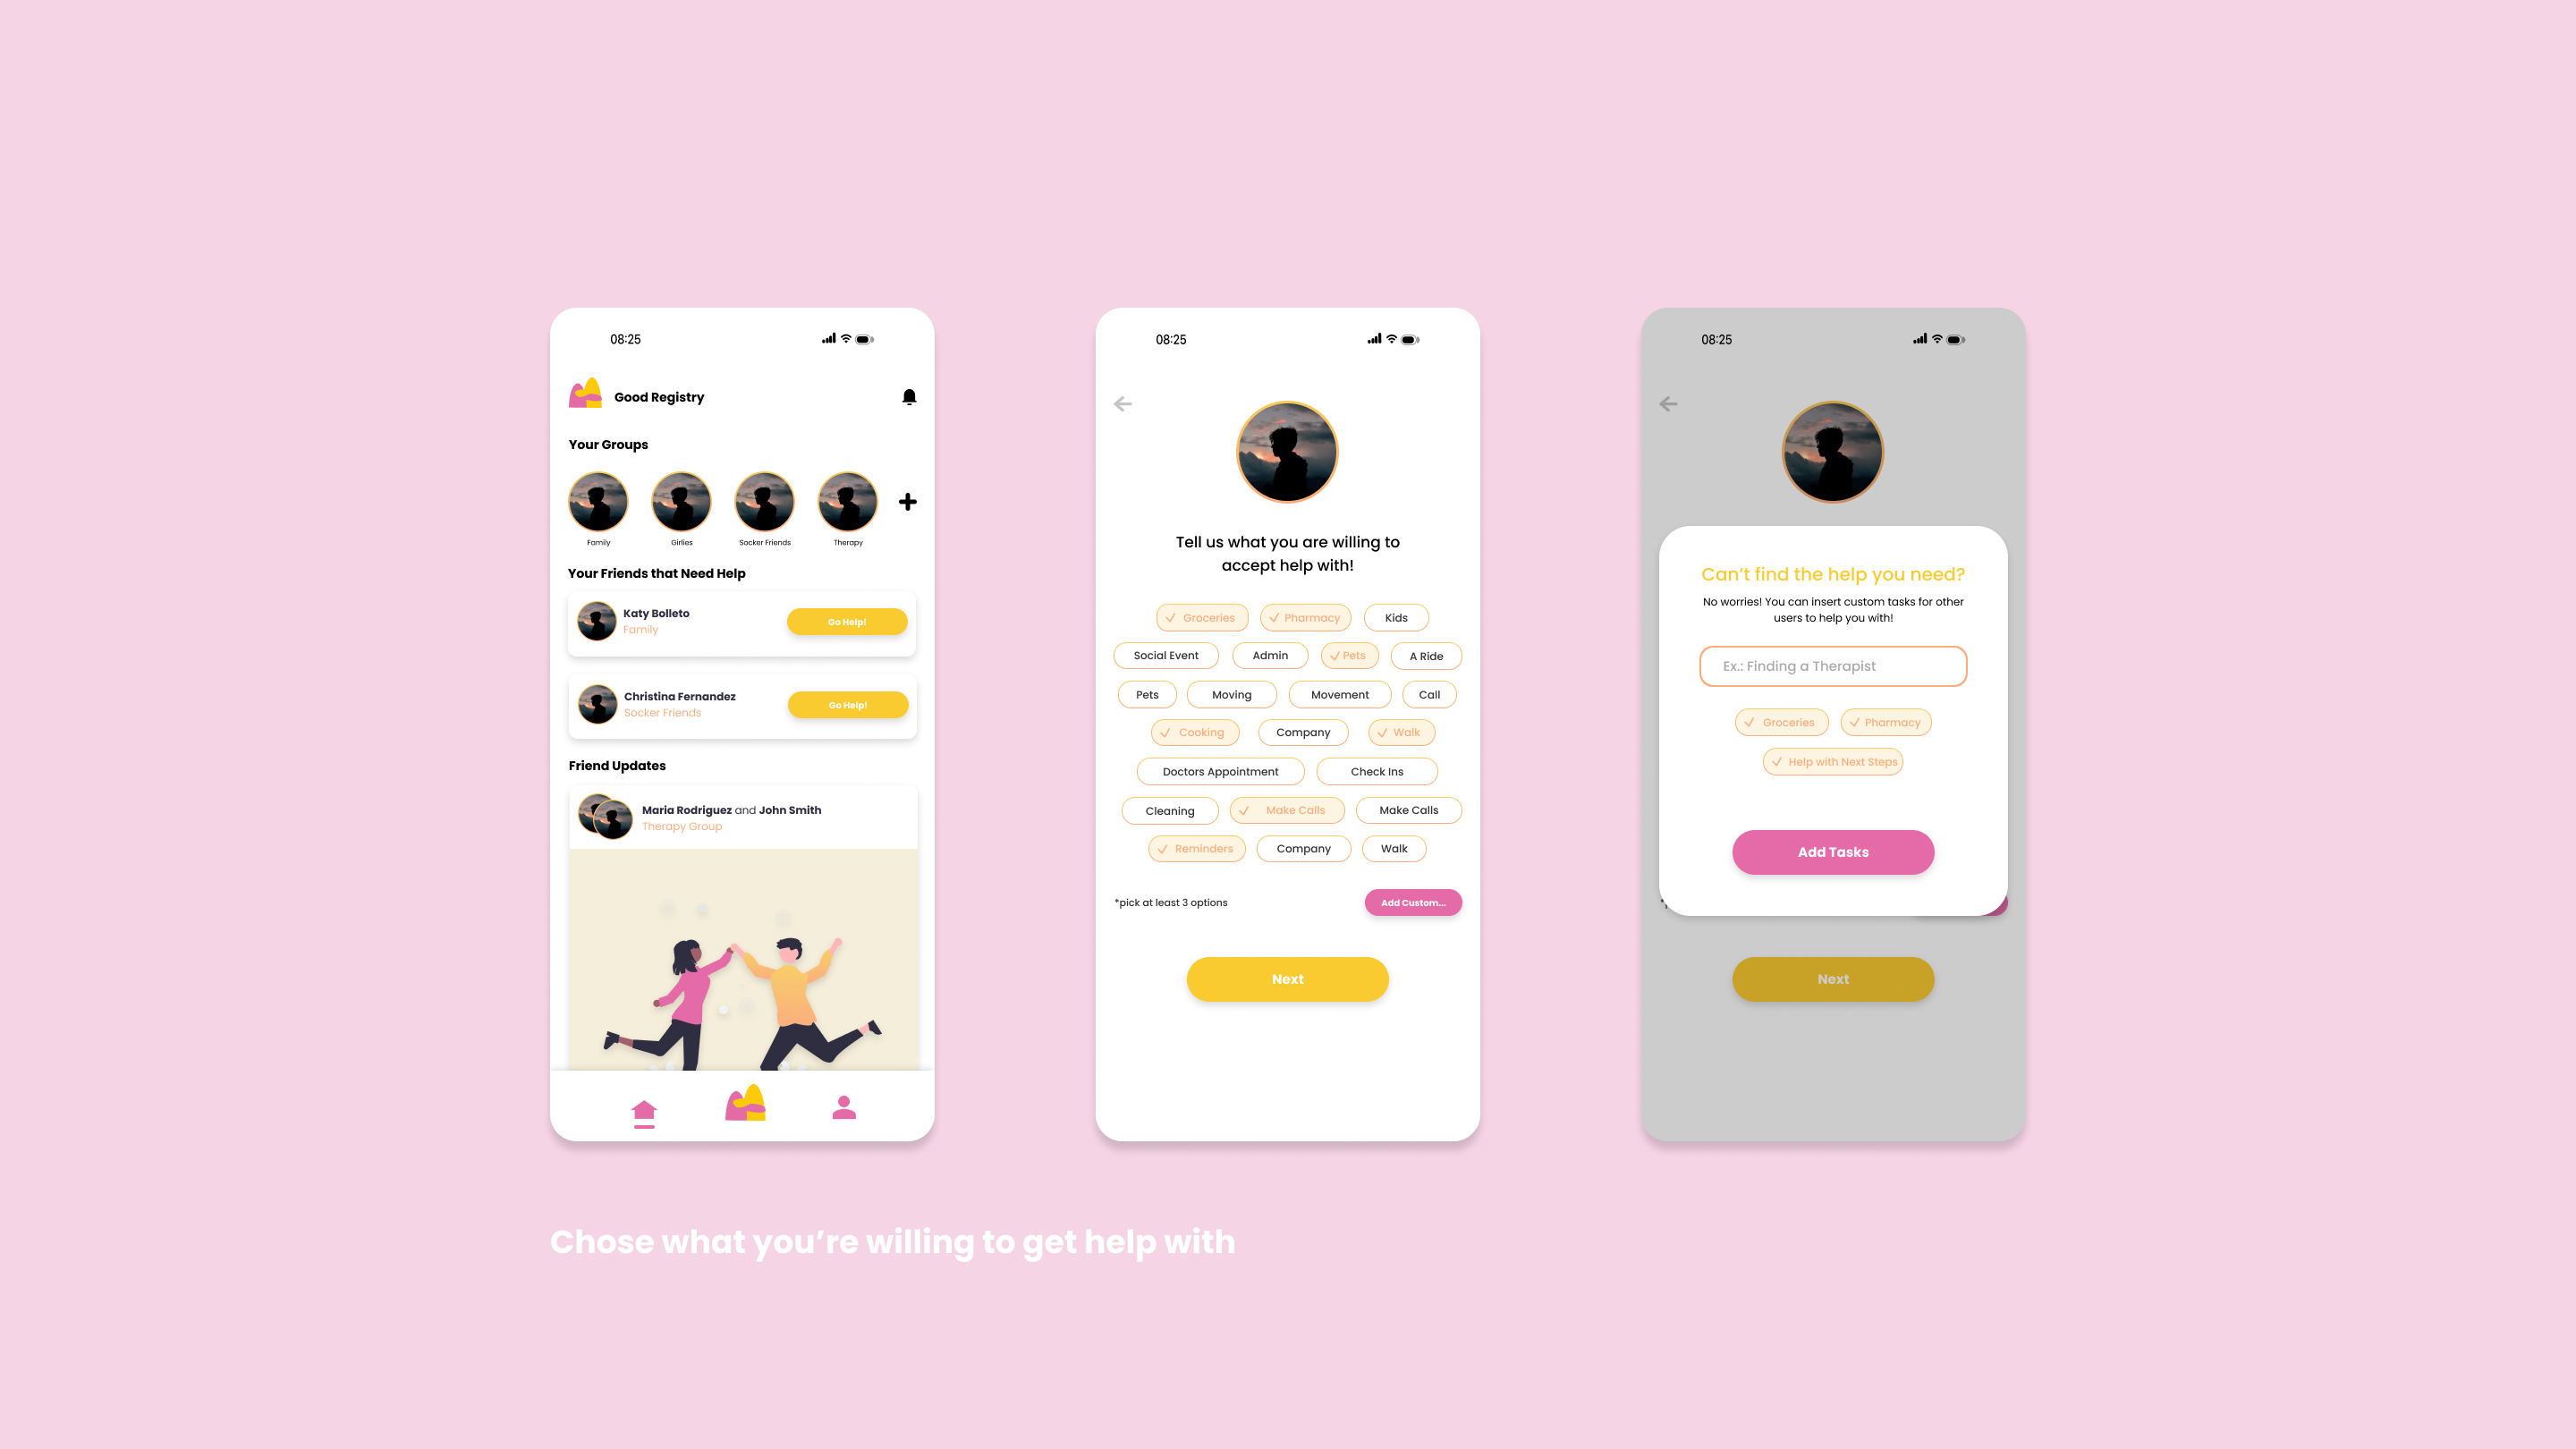 08:25
Good Registry
Your Groups
Family
Girlies
Socker Friends
Therapy
Your Friends that Need Help
Katy Bolleto
Family
Go Help!
Christina Fernandez
Socker Friends
Go Help!
Friend Updates
Maria Rodriguez and John Smith
Therapy Group
08:25
Tell us what you are willing to
accept help with!
Groceries
Pharmacy
Kids
Social Event
Admin
Pets
A Ride
Pets
Moving
Movement
Call
Cooking
Company
Walk
Doctors Appointment
Check Ins
Cleaning
Make Calls
Make Calls
Reminders
Company
Walk
*pick at least 3 options
Add Custom...
Next
08:25
Can’t find the help you need?
No worries! You can insert custom tasks for other
users to help you with!
Ex.: Finding a Therapist
Groceries
Pharmacy
Help with Next Steps
Add Tasks
Next
Chose what you’re willing to get help with